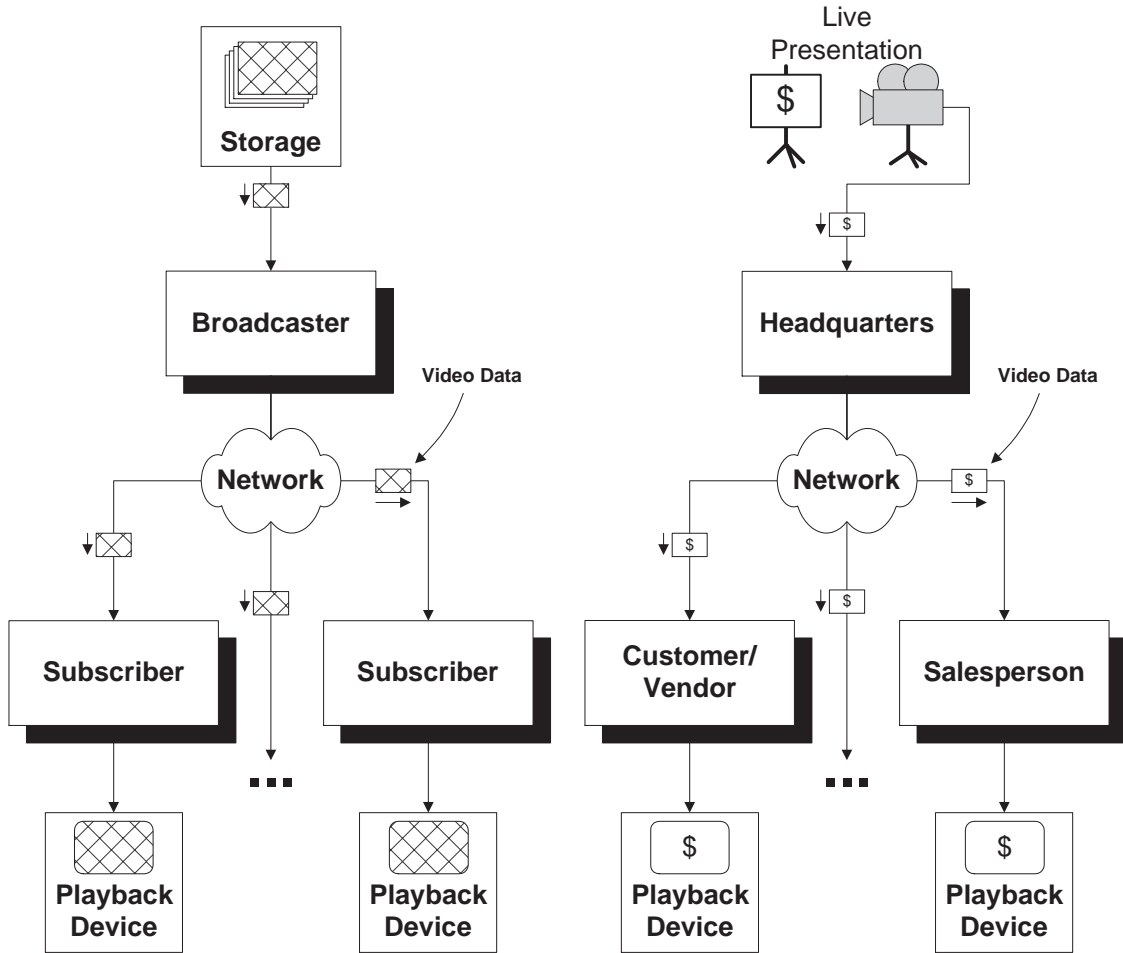 Storage
Broadcaster
Video Data
Network
Subscriber
Subscriber
Playback
Device
Playback
Device
Live
Presentation
$
$
Headquarters
Video Data
Network
$
$
$
Customer/
Vendor
Salesperson
$
Playback
Device
$
Playback
Device